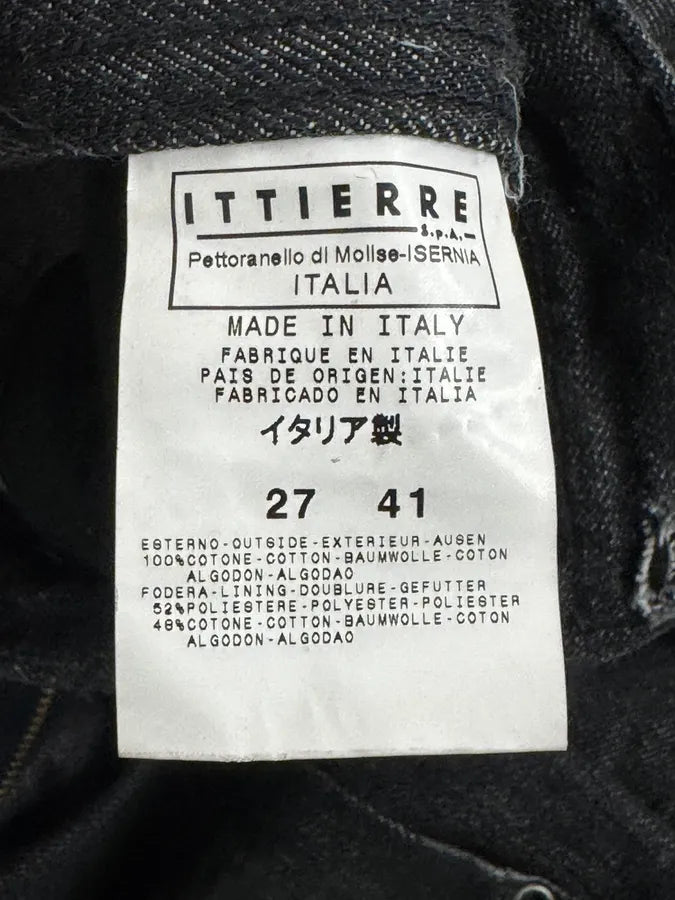 ITTIERRE
S.p.A.
Pettoranello di Molise-ISERNIA
ITALIA
MADE IN ITALY
FABRIQUE EN ITALIE
PAIS DE ORIGEN:ITALIE
FABRICADO EN ITALIA
イタリア製
27 41
ESTERNO-OUTSIDE-EXTERIEUR-AUSEN
100%COTONE-COTTON-BAUMWOLLE-COTON
ALGODON-ALGODAO
FODERA-LINING-DOUBLURE-GEFUTTER
52%POLIESTERE-POLYESTER-POLIESTER
48%COTONE-COTTON-BAUMWOLLE-COTON
ALGODON-ALGODAO